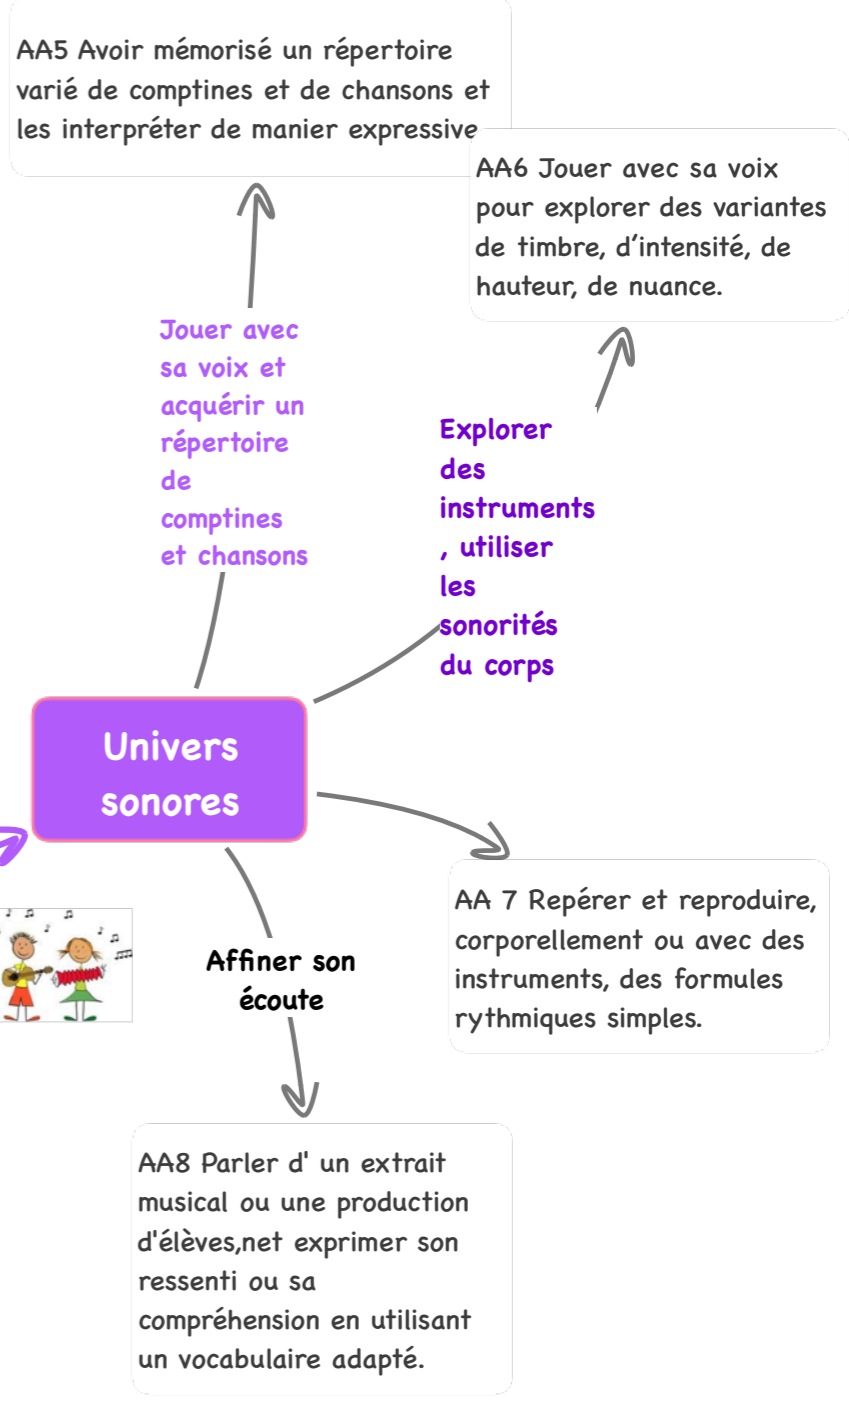 AA5 Avoir mémorisé un répertoire
varié de comptines et de chansons et
les interpréter de manier expressive
AA6 Jouer avec sa voix
pour explorer des variantes
de timbre, d’intensité, de
hauteur, de nuance.
Jouer avec
sa voix et
acquérir un
répertoire
de
comptines
et chansons
Explorer
des
instruments
, utiliser
les
sonorités
du corps
Univers
sonores
AA 7 Repérer et reproduire,
corporellement ou avec des
instruments, des formules
rythmiques simples.
Affiner son
écoute
AA8 Parler d' un extrait
musical ou une production
d'élèves,net exprimer son
ressenti ou sa
compréhension en utilisant
un vocabulaire adapté.